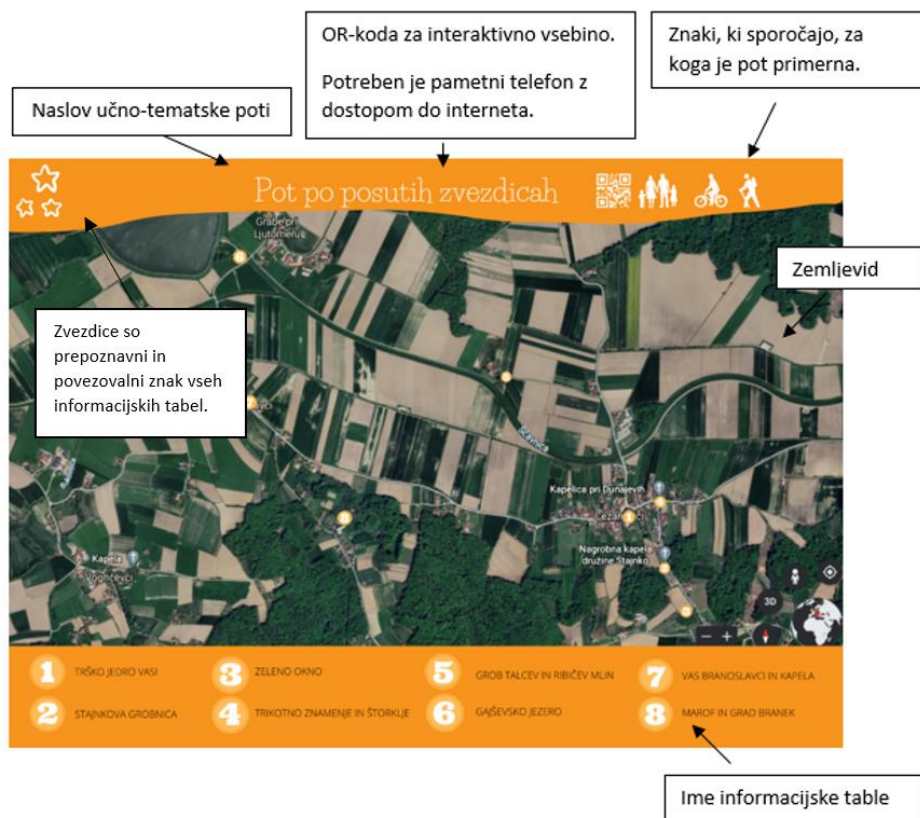 OR-koda za interaktivno vsebino.
Potreben je pametni telefon z
dostopom do interneta.
Znaki, ki sporočajo, za
koga je pot primerna.
Naslov učno-tematske poti
Pot po posutih zvezdicah
Grabe pri
Ljutomeru
6
Zemljevid
Zvezdice so
prepoznavni in
povezovalni znak vseh
informacijskih tabel.
7
Ščavnica
Kapelica pri Dunajevih
1
8
Kapela
Nagrobna kapela
družine Stajnko
3D
1 TRŠKO JEDRO VASI
3 ZELENO OKNO
5 GROB TALCEV IN RIBIČEV MLIN
7 VAS BRANOSLAVCI IN KAPELA
2 STAJNKOVA GROBNICA
4 TRIKOTNO ZNAMENJE IN ŠTORKLJE
6 GAJŠEVSKO JEZERO
8 MAROF IN GRAD BRANEK
Ime informacijske table